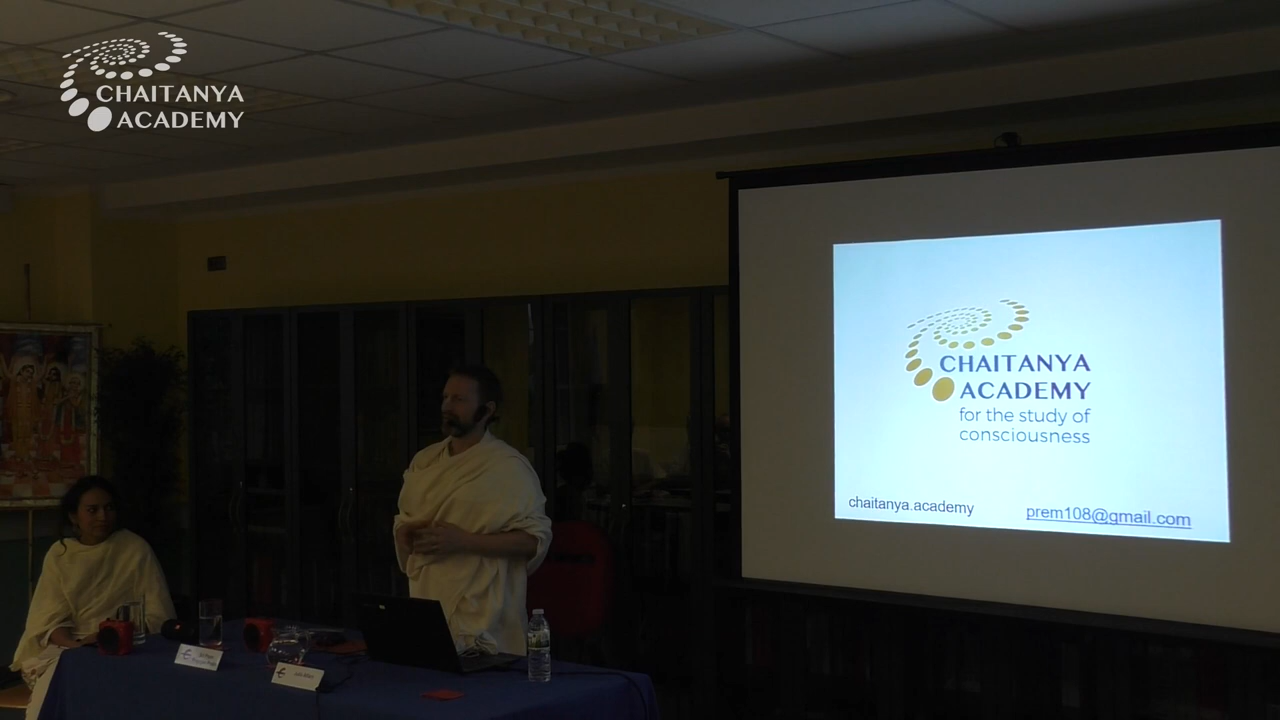 CHAITANYA
ACADEMY
CHAITANYA
ACADEMY
for the study of
consciousness
chaitanya.academy
prem108@gmail.com